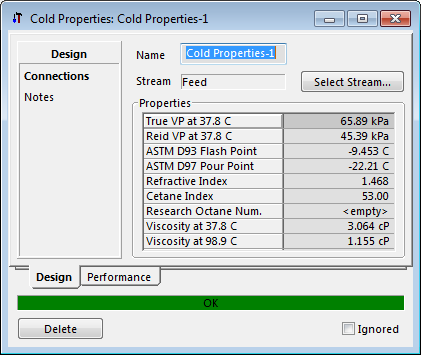 Cold Properties: Cold Properties-1
Design
Connections
Notes
Name Cold Properties-1
Stream Feed Select Stream...
Properties
True VP at 37.8 C 65.89 kPa
Reid VP at 37.8 C 45.39 kPa
ASTM D93 Flash Point -9.453 C
ASTM D97 Pour Point -22.21 C
Refractive Index 1.468
Cetane Index 53.00
Research Octane Num. <empty>
Viscosity at 37.8 C 3.064 cP
Viscosity at 98.9 C 1.155 cP
Design Performance
OK
Delete Ignored